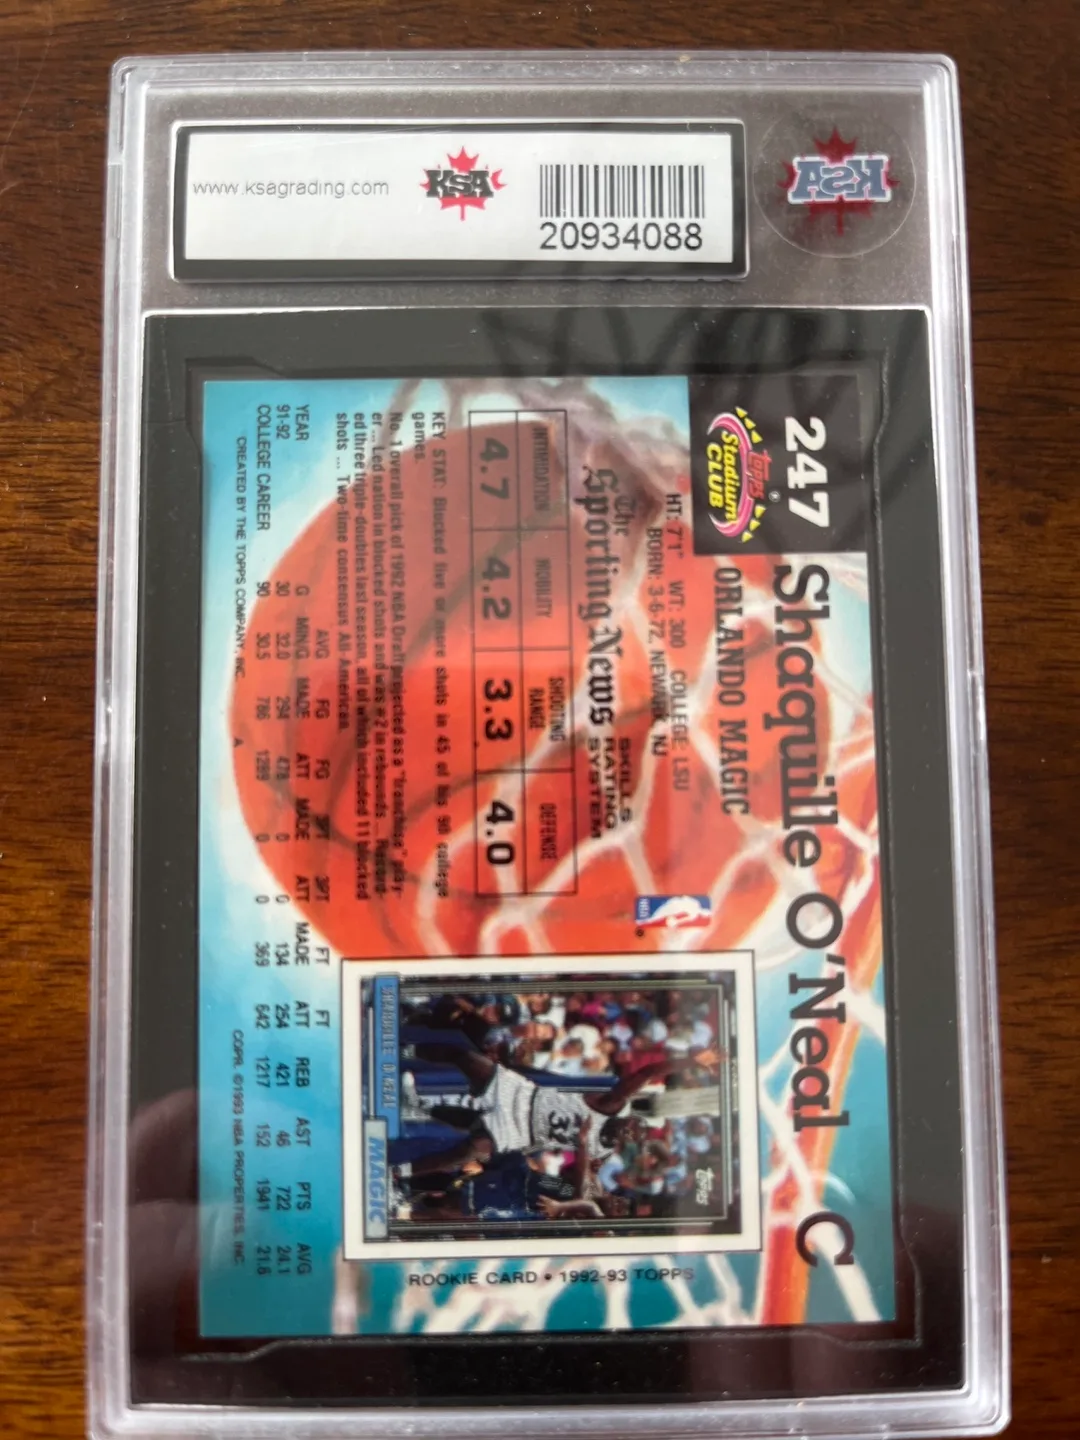 www.ksagrading.com
KSA
20934088
KSA
247 Shaquille O'Neal C
Topps® Stadium CLUB
ORLANDO MAGIC
HT: 7'1" WT: 300 COLLEGE: LSU
BORN: 3-6-72, NEWARK, NJ
NBA®
The Sporting News SKILLS RATING SYSTEM
INTIMIDATION MOBILITY SHOOTING RANGE DEFENSE
4.7 4.2 3.3 4.0
KEY STAT: Blocked five or more shots in 45 of his 90 college
games.
No. 1 overall pick of 1992 NBA Draft projected as a "franchise" play-
er ... Led nation in blocked shots and was #2 in rebounds ... Record-
ed three triple-doubles last season, all of which included 11 blocked
shots ... Two-time consensus All-American.
YEAR G AVG MIN/G FG MADE FG ATT 3PT MADE 3PT ATT FT MADE FT ATT REB AST PTS AVG
91-92 30 32.0 294 478 0 0 134 254 421 46 722 24.1
COLLEGE CAREER 90 30.5 786 1289 0 0 369 642 1217 152 1941 21.6
CREATED BY THE TOPPS COMPANY, INC. A COPR. ©1993 NBA PROPERTIES, INC.
TOPPS
32
SHAQUILLE O'NEAL
MAGIC
ROOKIE CARD • 1992-93 TOPPS